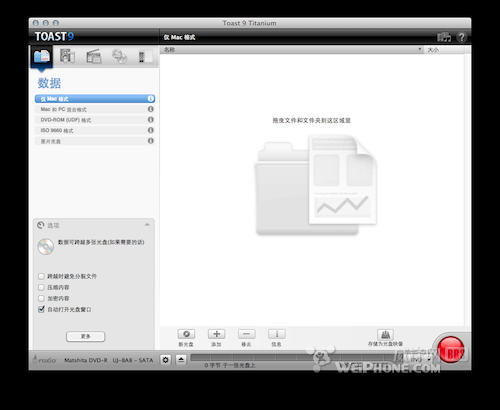 Toast 9 Titanium
TOAST 9
仅 Mac 格式
名称
大小
数据
仅 Mac 格式
Mac 和 PC 混合格式
DVD-ROM (UDF) 格式
ISO 9660 格式
照片光盘
拖曳文件和文件夹到这区域里
选项
数据可跨越多张光盘(如果需要的话)
跨越时避免分裂文件
压缩内容
加密内容
自动打开光盘窗口
更多
新光盘
添加
移去
信息
存储为光盘映像
roxio
Matshita DVD-R UJ-8A8 - SATA
0 字节 于一张光盘上
DVD
WEIPHONE.COM